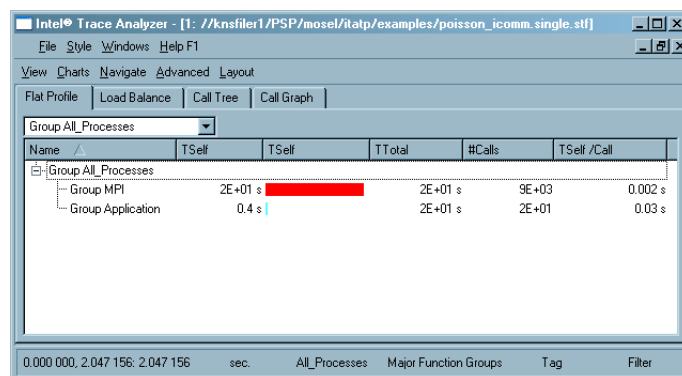 Intel® Trace Analyzer - [1: //knsfiler1/PSP/mosel/itatp/examples/poisson_icomm.single.stf]
File Style Windows Help F1
View Charts Navigate Advanced Layout
Flat Profile Load Balance Call Tree Call Graph
Group All_Processes
Name TSelf TSelf TTotal #Calls TSelf /Call
Group All_Processes
Group MPI 2E+01 s 2E+01 s 9E+03 0.002 s
Group Application 0.4 s 2E+01 s 2E+01 0.03 s
0.000 000, 2.047 156: 2.047 156 sec. All_Processes Major Function Groups Tag Filter